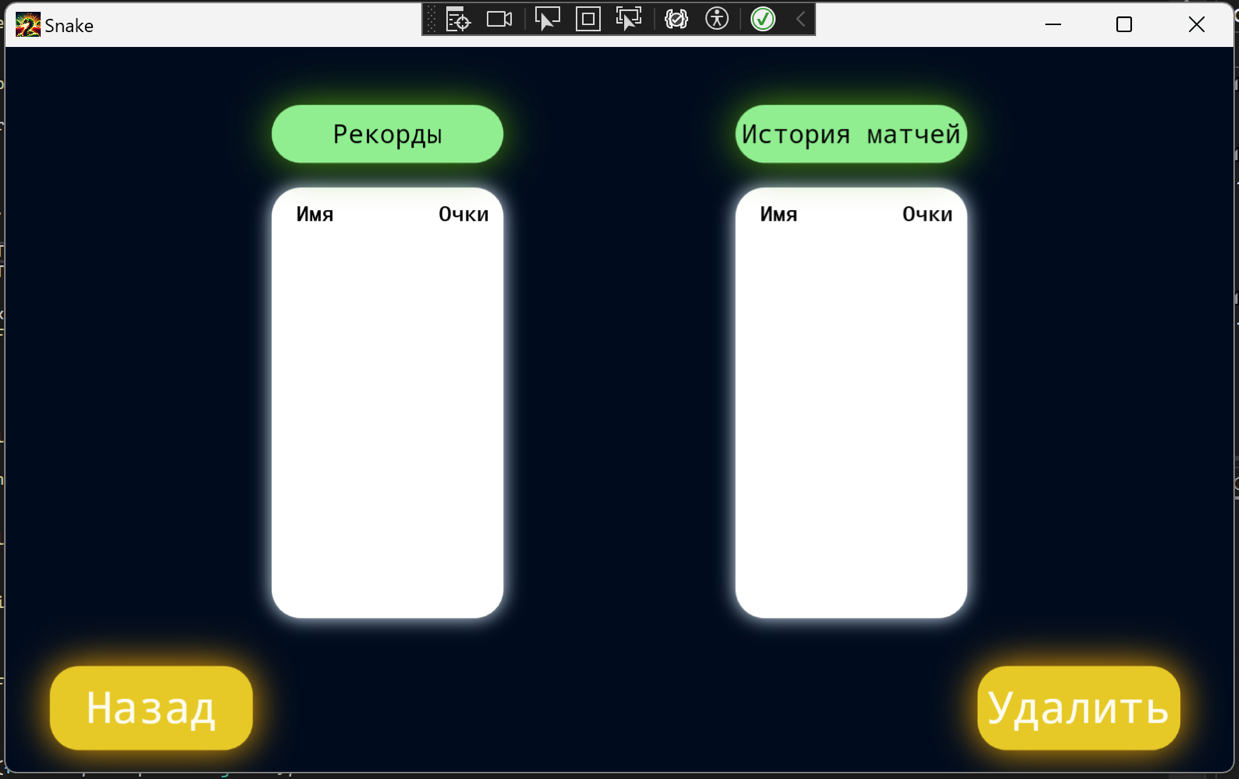 Snake
Рекорды
История матчей
Имя Очки
Имя Очки
Назад
Удалить